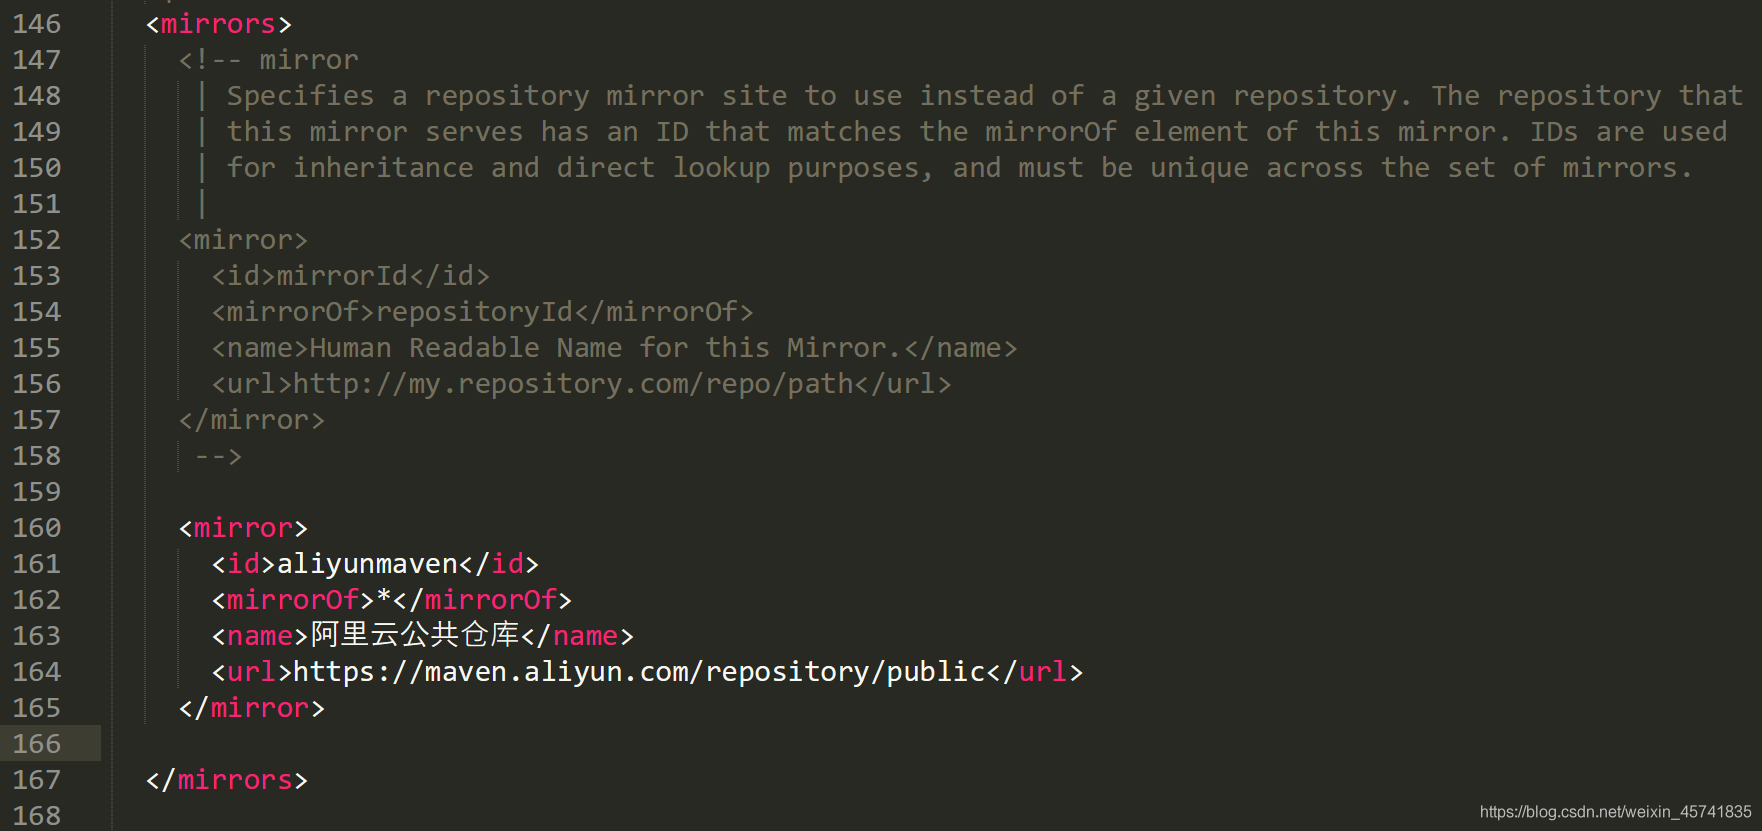 146 <mirrors>
147 <!-- mirror
148 | Specifies a repository mirror site to use instead of a given repository. The repository that
149 | this mirror serves has an ID that matches the mirrorOf element of this mirror. IDs are used
150 | for inheritance and direct lookup purposes, and must be unique across the set of mirrors.
151 |
152 <mirror>
153 <id>mirrorId</id>
154 <mirrorOf>repositoryId</mirrorOf>
155 <name>Human Readable Name for this Mirror.</name>
156 <url>http://my.repository.com/repo/path</url>
157 </mirror>
158 -->
159
160 <mirror>
161 <id>aliyunmaven</id>
162 <mirrorOf>*</mirrorOf>
163 <name>阿里云公共仓库</name>
164 <url>https://maven.aliyun.com/repository/public</url>
165 </mirror>
166
167 </mirrors>
168
https://blog.csdn.net/weixin_45741835